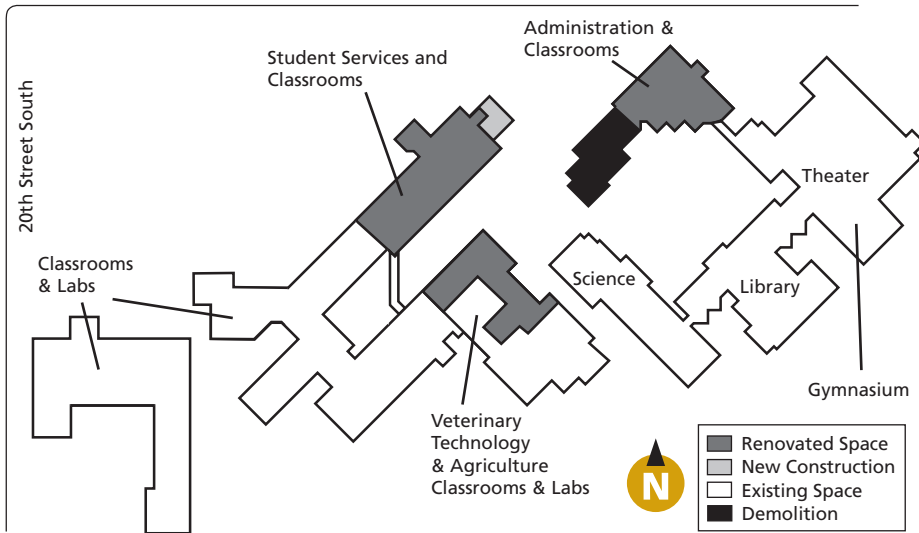 Administration &
Classrooms
Student Services and
Classrooms
20th Street South
Theater
Classrooms
& Labs
Science
Library
Gymnasium
Veterinary
Technology
& Agriculture
Classrooms & Labs
N
Renovated Space
New Construction
Existing Space
Demolition